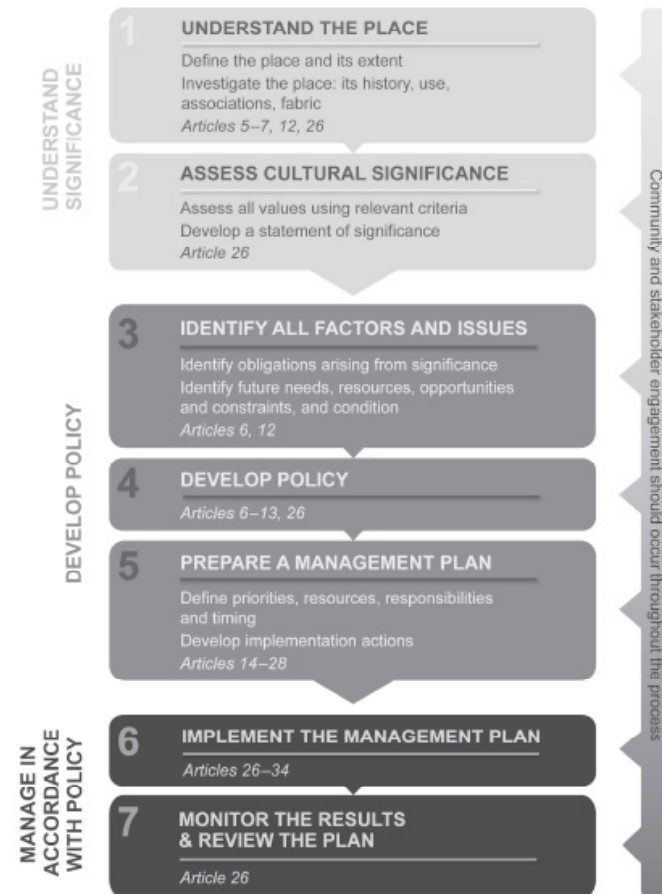 UNDERSTAND
SIGNIFICANCE
1
UNDERSTAND THE PLACE
Define the place and its extent
Investigate the place: its history, use,
associations, fabric
Articles 5–7, 12, 26
2
ASSESS CULTURAL SIGNIFICANCE
Assess all values using relevant criteria
Develop a statement of significance
Article 26
DEVELOP POLICY
3
IDENTIFY ALL FACTORS AND ISSUES
Identify obligations arising from significance
Identify future needs, resources, opportunities
and constraints, and condition
Articles 6, 12
4
DEVELOP POLICY
Articles 6–13, 26
5
PREPARE A MANAGEMENT PLAN
Define priorities, resources, responsibilities
and timing
Develop implementation actions
Articles 14–28
MANAGE IN
ACCORDANCE
WITH POLICY
6
IMPLEMENT THE MANAGEMENT PLAN
Articles 26–34
7
MONITOR THE RESULTS
& REVIEW THE PLAN
Article 26
Community and stakeholder engagement should occur throughout the process